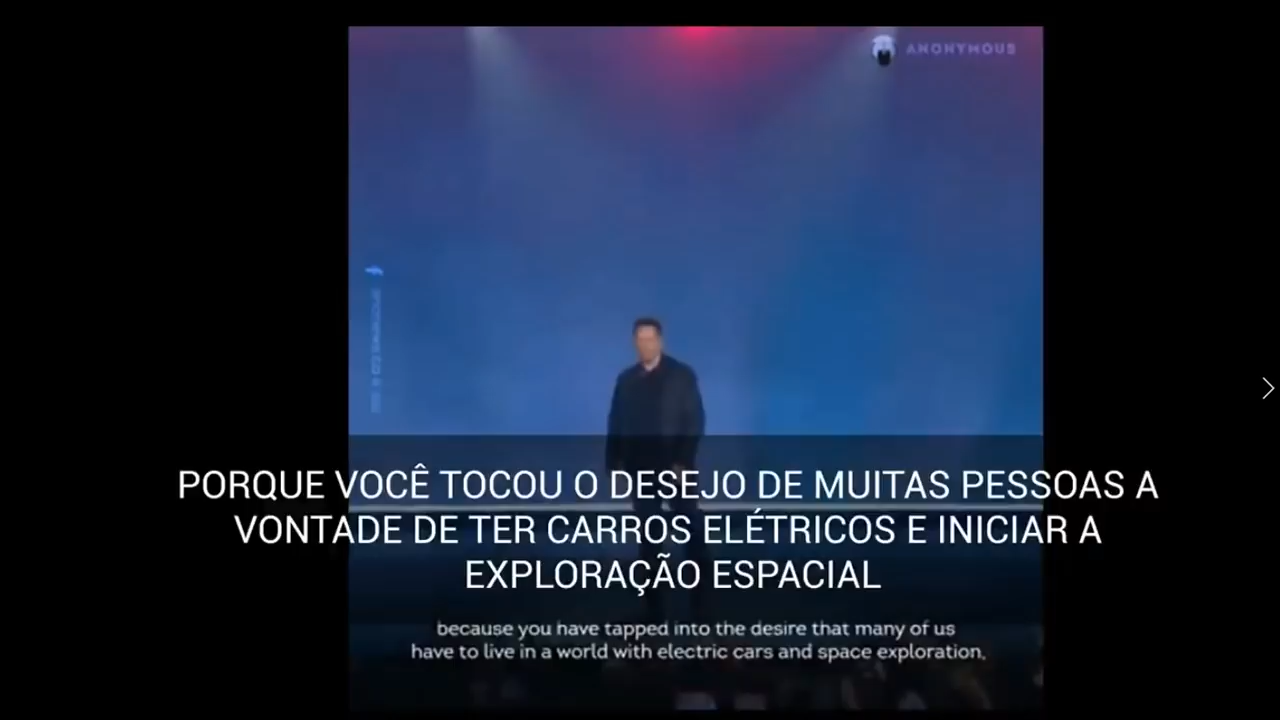 ANONYMOUS
PORQUE VOCÊ TOCOU O DESEJO DE MUITAS PESSOAS A
VONTADE DE TER CARROS ELÉTRICOS E INICIAR A
EXPLORAÇÃO ESPACIAL
because you have tapped into the desire that many of us
have to live in a world with electric cars and space exploration,